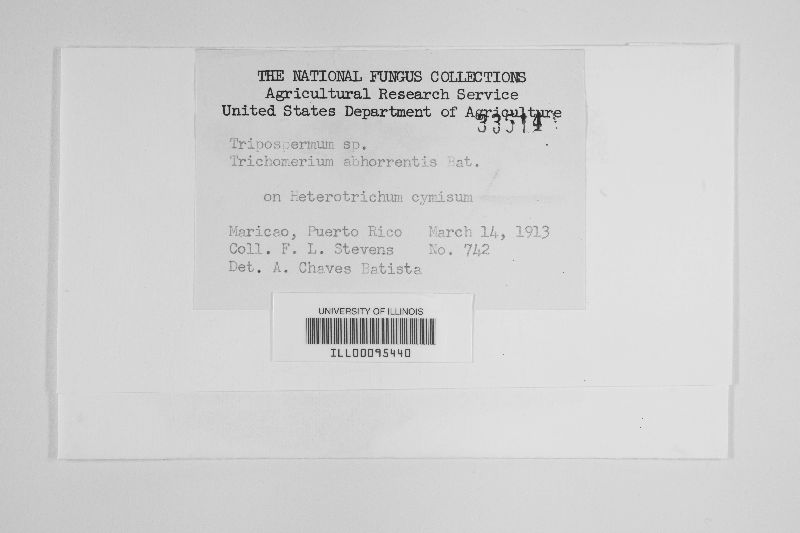 THE NATIONAL FUNGUS COLLECTIONS
Agricultural Research Service
United States Department of Agriculture
33514
Tripospermum sp.
Trichomerium abhorrentis Bat.
on Heterotrichum cymisum
Maricao, Puerto Rico March 14, 1913
Coll. F. L. Stevens No. 742
Det. A. Chaves Batista
UNIVERSITY OF ILLINOIS
ILL00095440